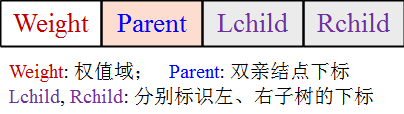 Weight Parent Lchild Rchild
Weight: 权值域； Parent: 双亲结点下标
Lchild, Rchild: 分别标识左、右子树的下标